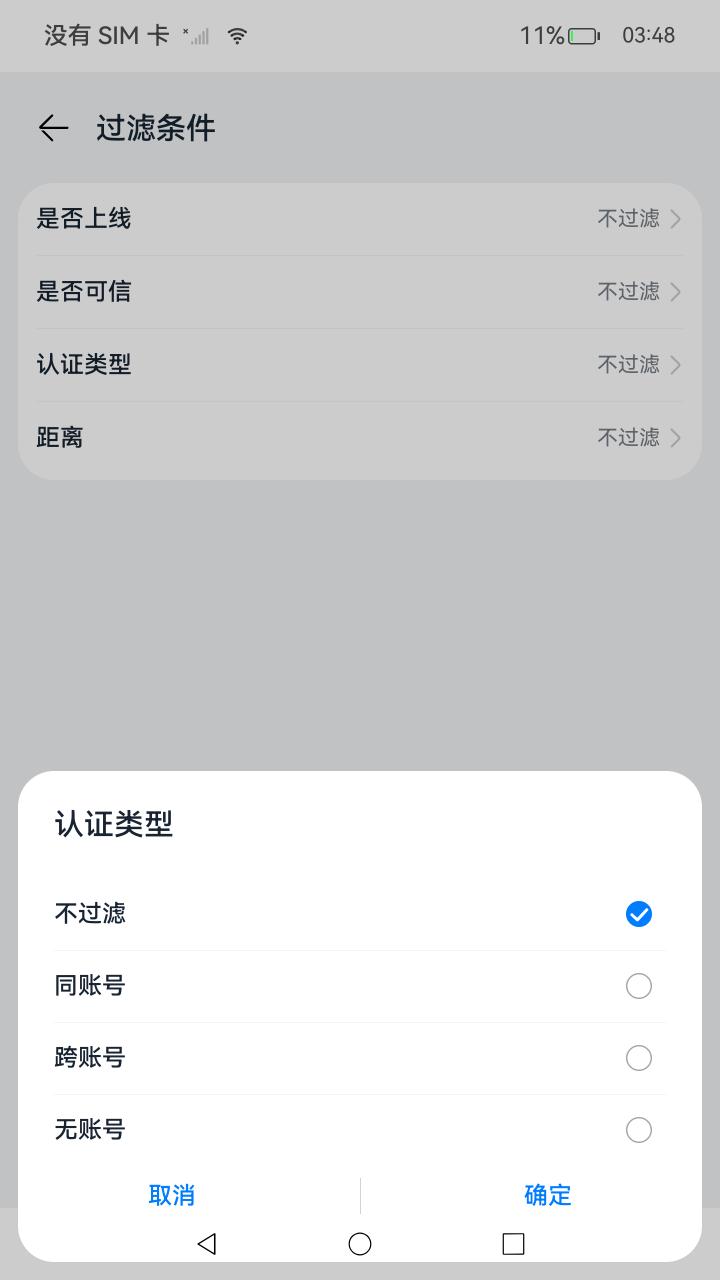 没有 SIM 卡 11% 03:48
过滤条件
是否上线 不过滤
是否可信 不过滤
认证类型 不过滤
距离 不过滤
认证类型
不过滤
同账号
跨账号
无账号
取消 确定